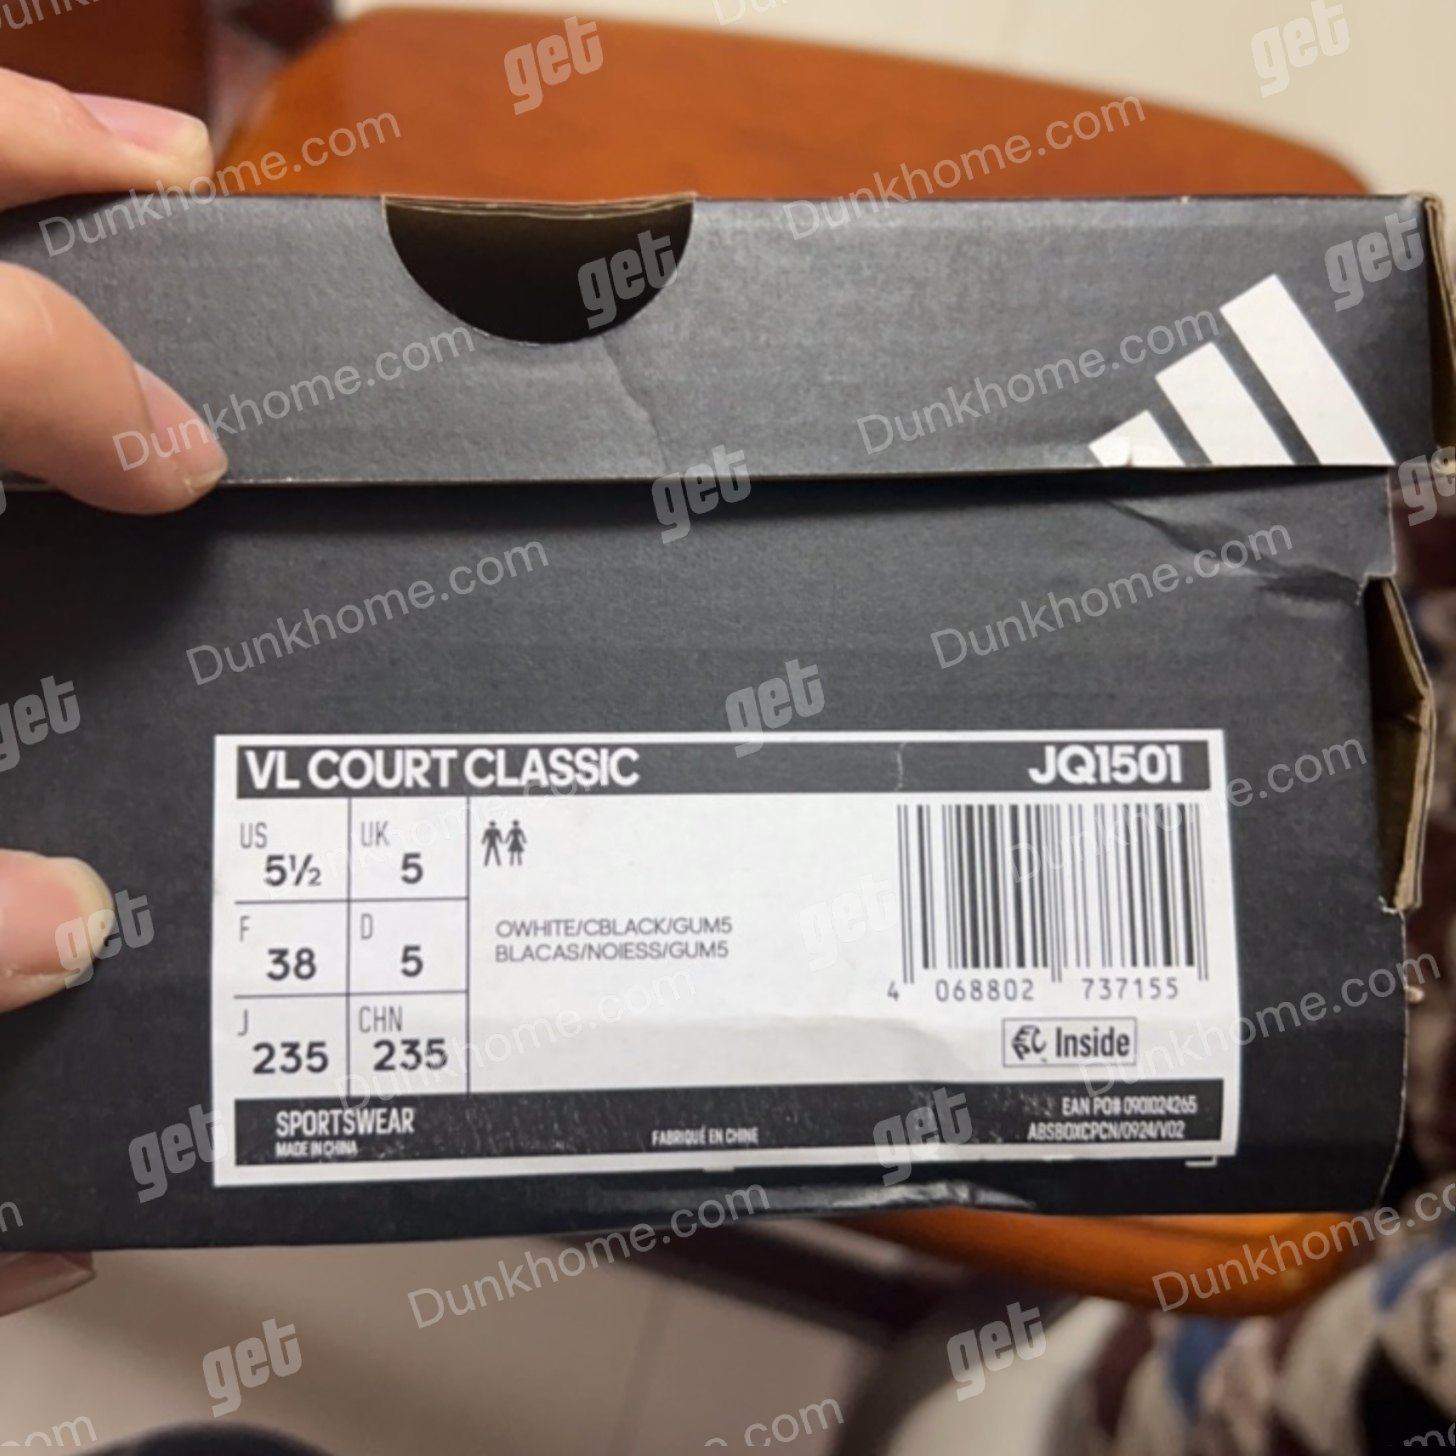 VL COURT CLASSIC JQ1501
US 5½ UK 5
F 38 D 5
J 235 CHN 235
OWHITE/CBLACK/GUM5
BLACAS/NOIESS/GUM5
4 068802 737155
Inside
SPORTSWEAR
MADE IN CHINA
FABRIQUÉ EN CHINE
EAN PO# 0901024265
ABSBOXCPCN/0924/V02
get
Dunkhome.com